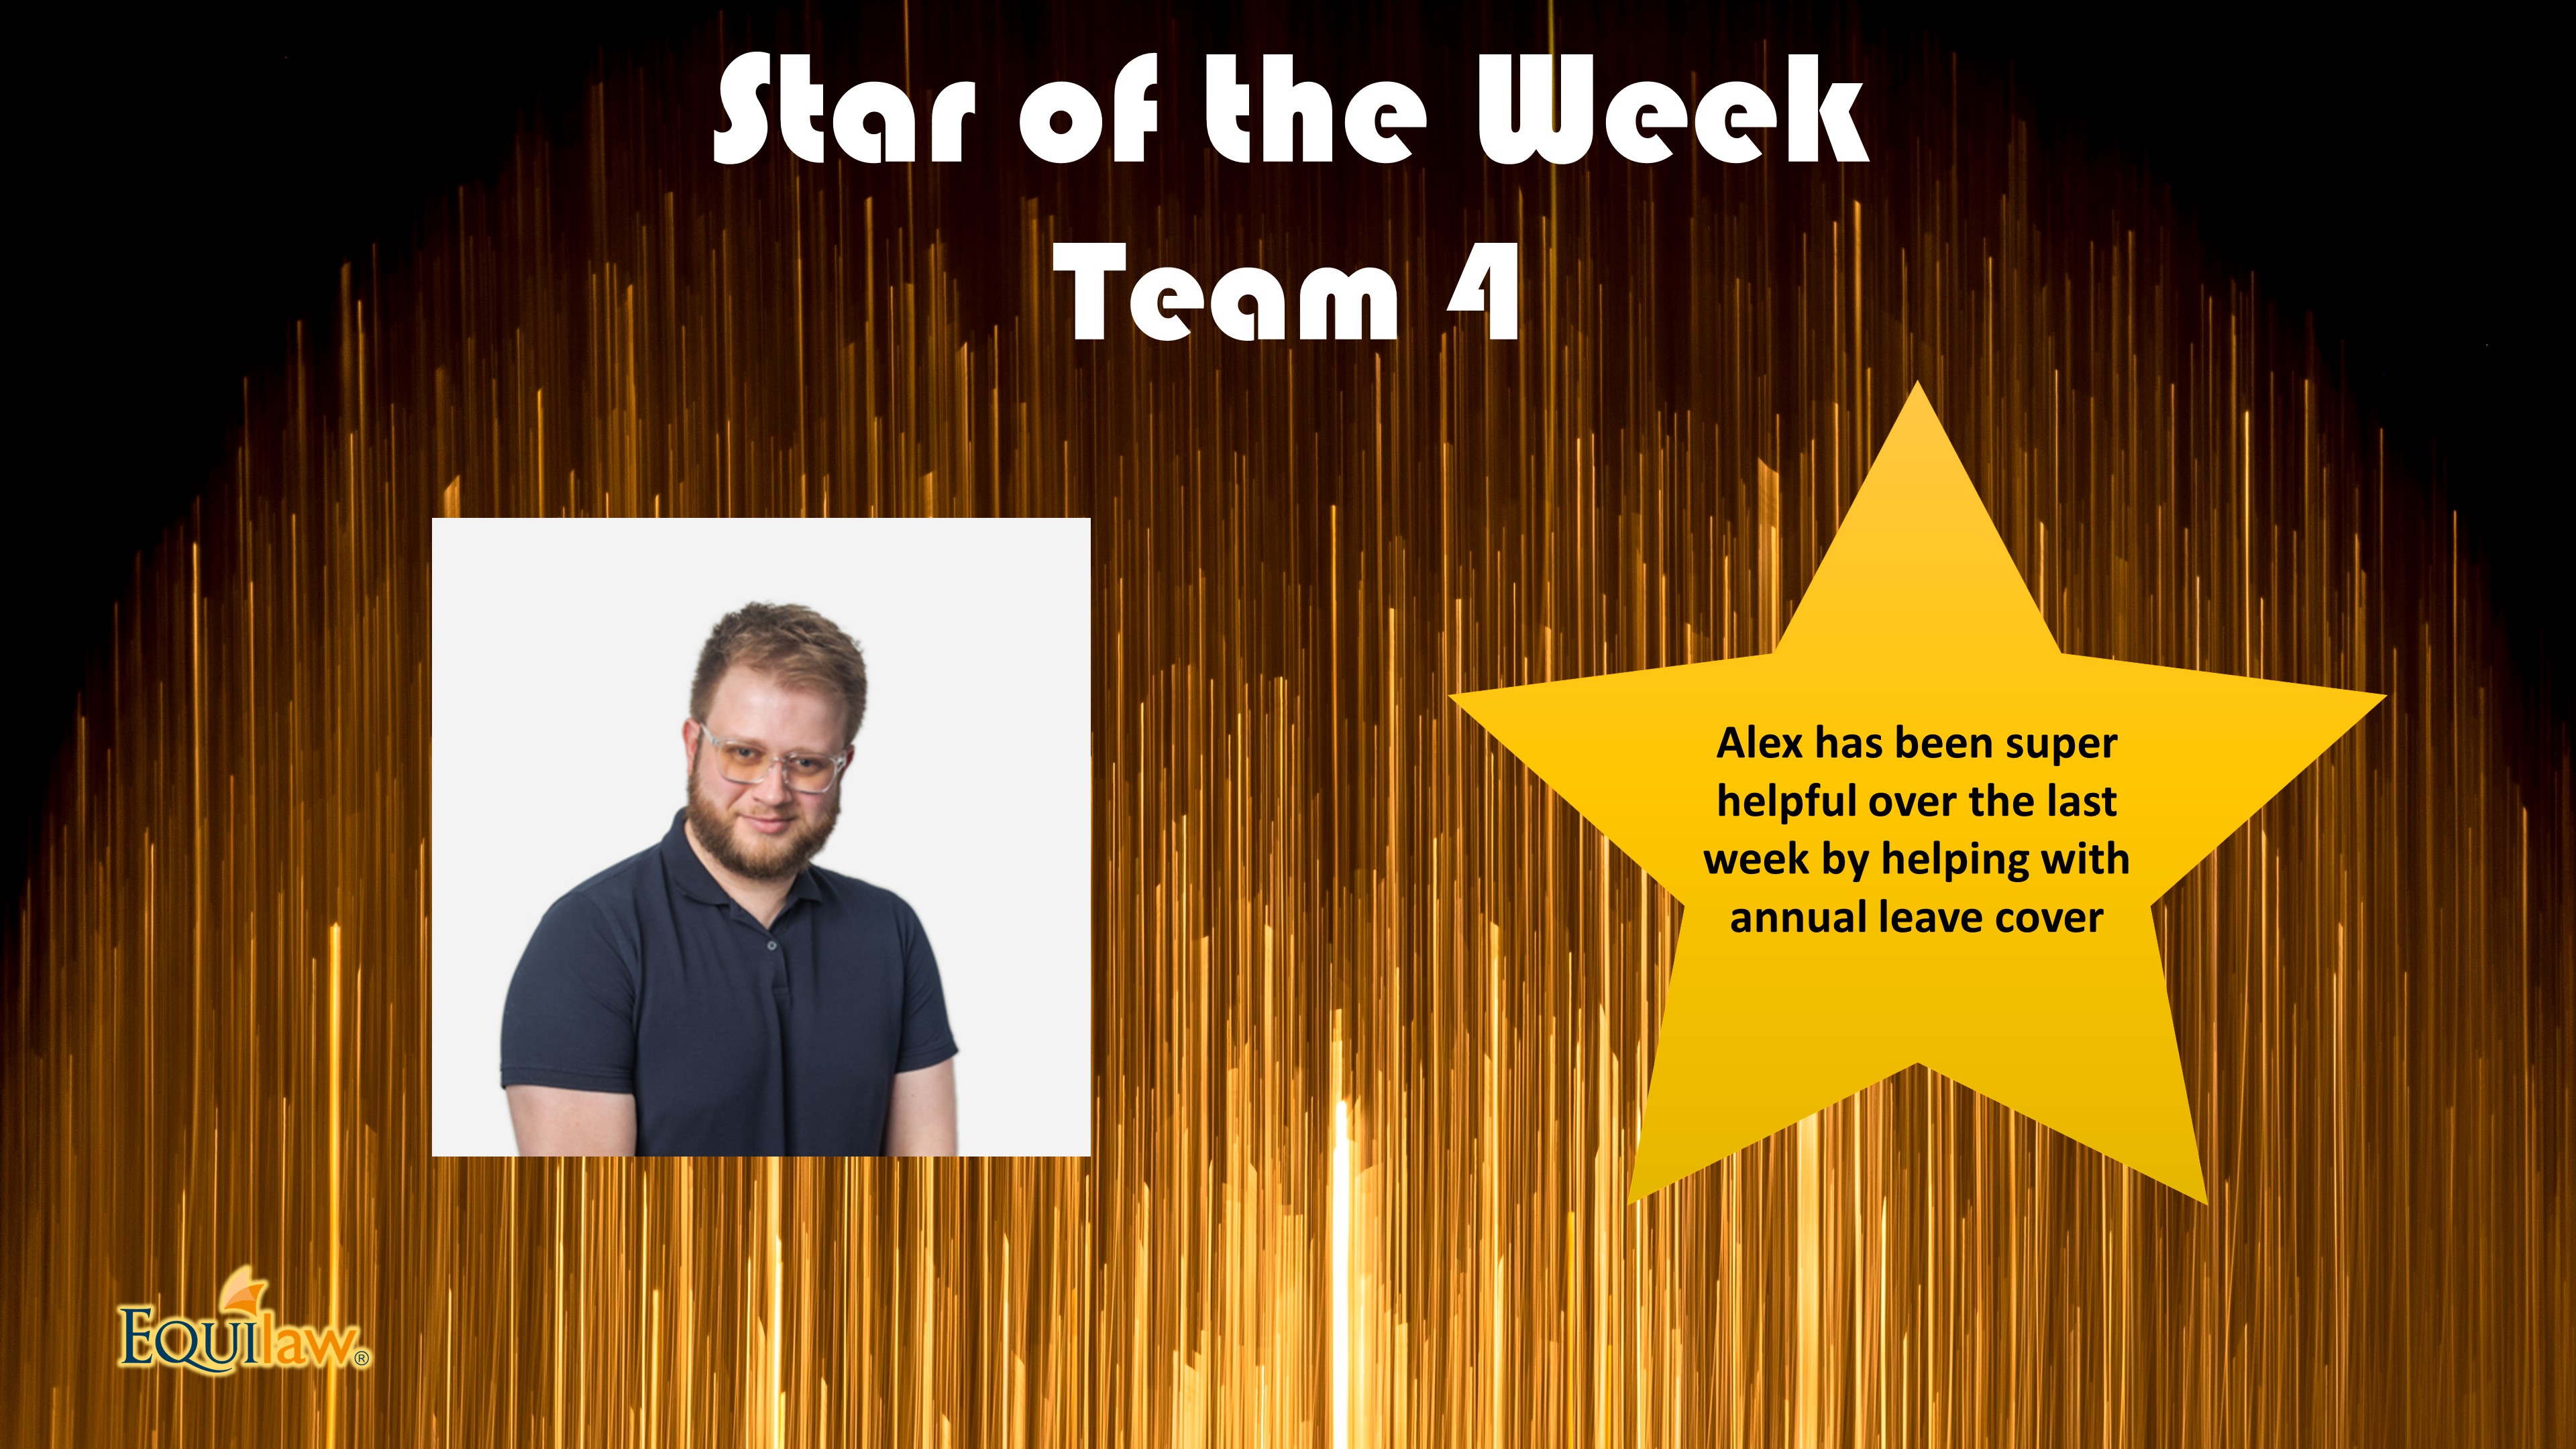 Star of the Week
Team 4
Alex has been super
helpful over the last
week by helping with
annual leave cover
EQUIlaw®